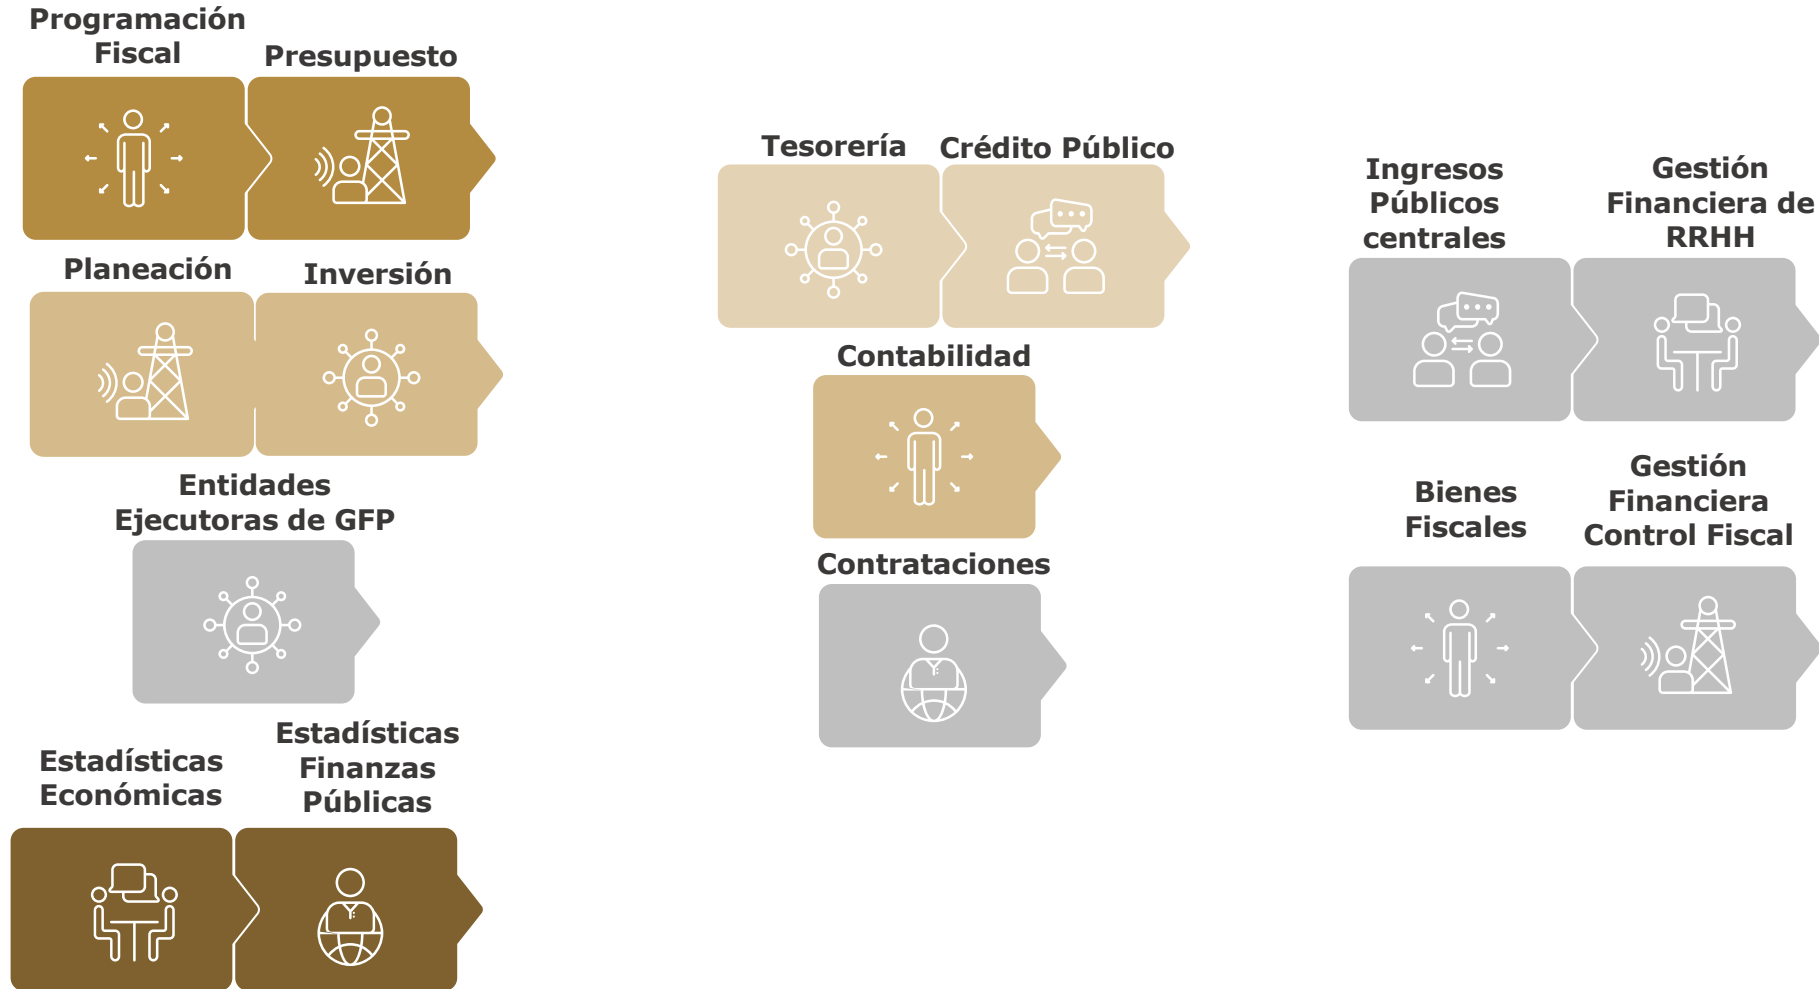 Programación
Fiscal
Presupuesto
Planeación
Inversión
Entidades
Ejecutoras de GFP
Estadísticas
Económicas
Estadísticas
Finanzas
Públicas
Tesorería
Crédito Público
Contabilidad
Contrataciones
Ingresos
Públicos
centrales
Gestión
Financiera de
RRHH
Bienes
Fiscales
Gestión
Financiera
Control Fiscal